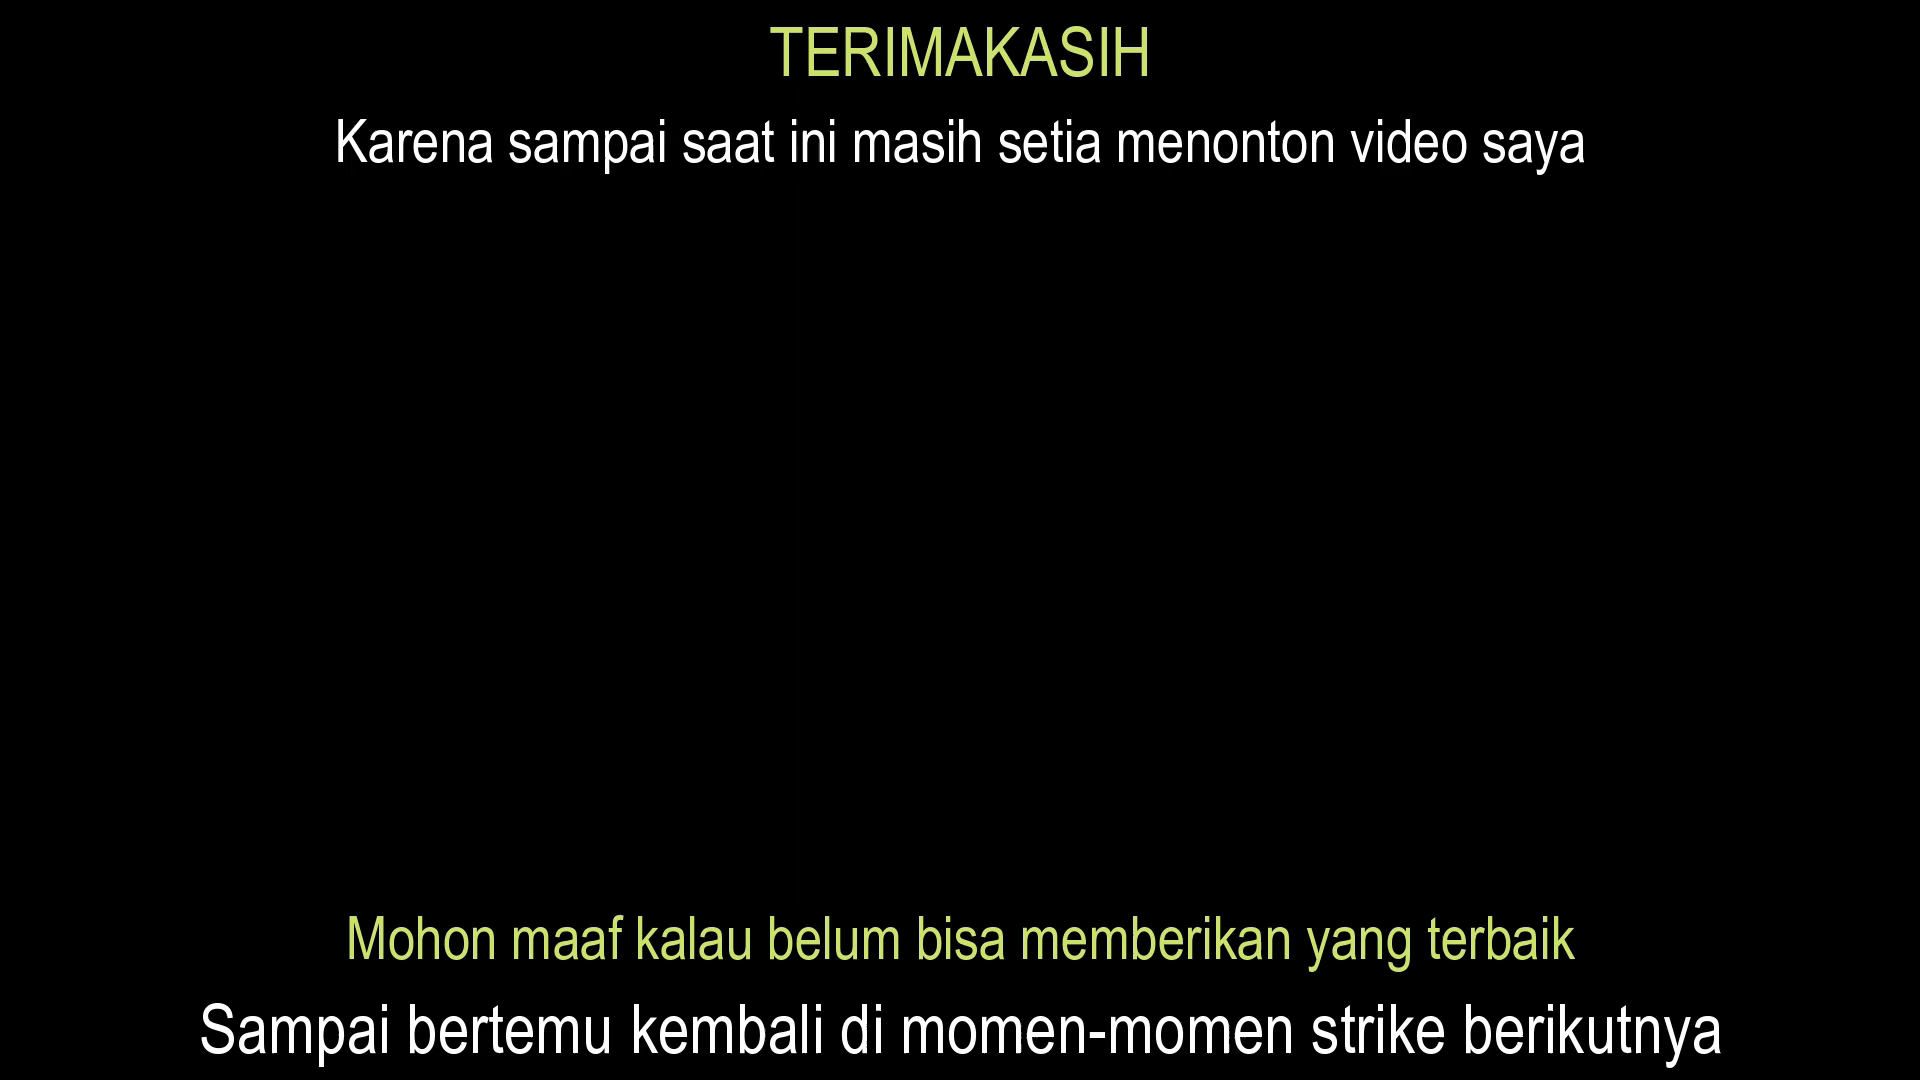 TERIMAKASIH
Karena sampai saat ini masih setia menonton video saya
Mohon maaf kalau belum bisa memberikan yang terbaik
Sampai bertemu kembali di momen-momen strike berikutnya